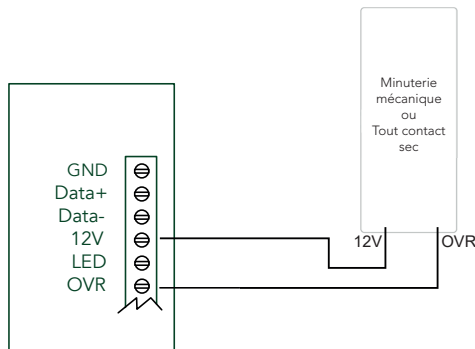 Minuterie
mécanique
ou
Tout contact
sec
GND
Data+
Data-
12V
LED
OVR
12V
OVR